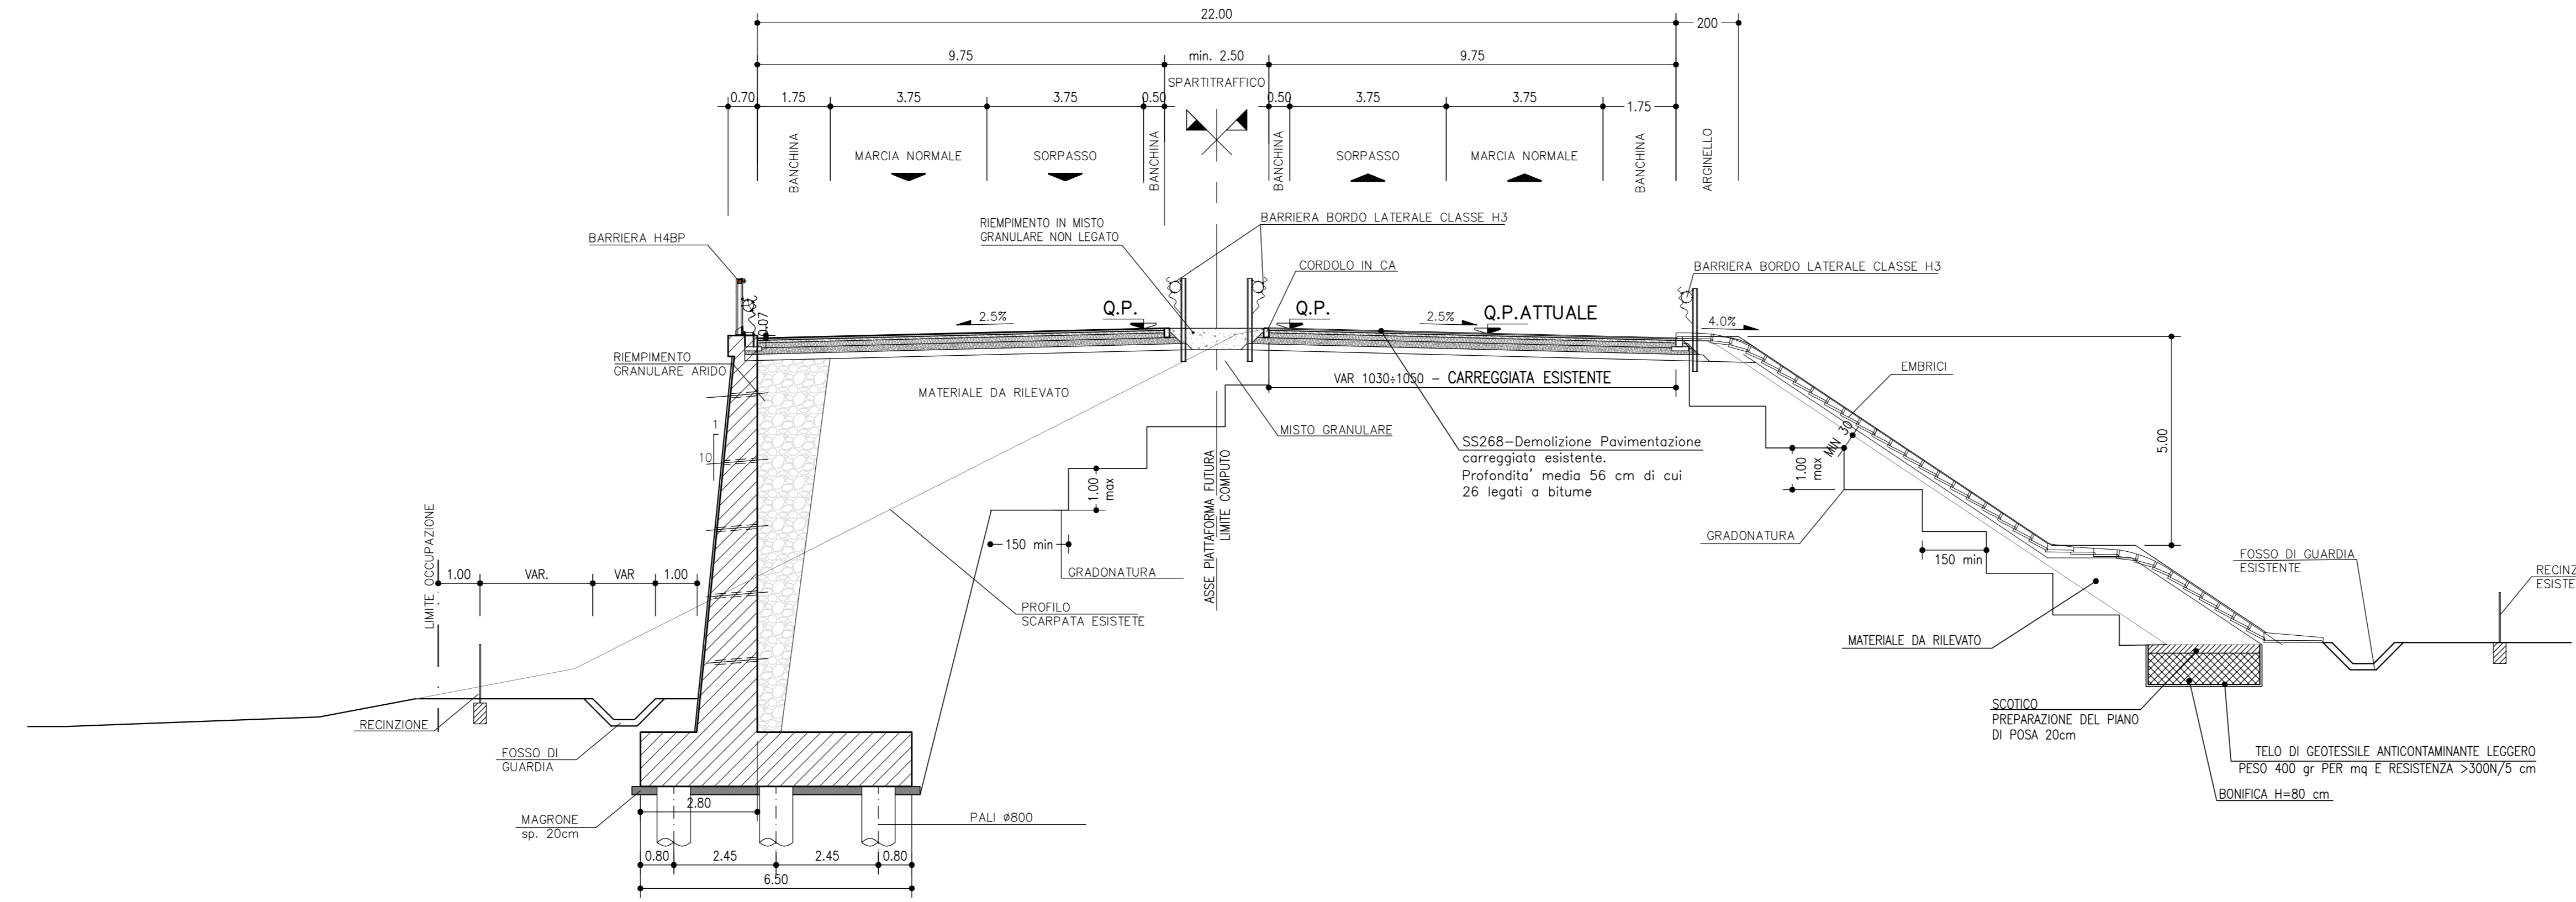 22.00
200
9.75
min. 2.50
9.75
SPARTITRAFFICO
0.70
1.75
3.75
3.75
0.50
0.50
3.75
3.75
1.75
BANCHINA
MARCIA NORMALE
SORPASSO
BANCHINA
BANCHINA
SORPASSO
MARCIA NORMALE
BANCHINA
ARGINELLO
BARRIERA H4BP
RIEMPIMENTO IN MISTO
GRANULARE NON LEGATO
BARRIERA BORDO LATERALE CLASSE H3
CORDOLO IN CA
BARRIERA BORDO LATERALE CLASSE H3
0.07
2.5%
Q.P.
Q.P.
2.5%
Q.P.ATTUALE
4.0%
RIEMPIMENTO
GRANULARE ARIDO
MATERIALE DA RILEVATO
VAR 1030÷1050 – CARREGGIATA ESISTENTE
EMBRICI
MISTO GRANULARE
1
10
SS268–Demolizione Pavimentazione
carreggiata esistente.
Profondita' media 56 cm di cui
26 legati a bitume
MIN 30
5.00
1.00
max
1.00
max
ASSE PIATTAFORMA FUTURA
LIMITE COMPUTO
150 min
GRADONATURA
GRADONATURA
150 min
LIMITE OCCUPAZIONE
1.00
VAR.
VAR
1.00
FOSSO DI GUARDIA
ESISTENTE
RECINZ
ESISTE
PROFILO
SCARPATA ESISTETE
MATERIALE DA RILEVATO
RECINZIONE
FOSSO DI
GUARDIA
SCOTICO
PREPARAZIONE DEL PIANO
DI POSA 20cm
TELO DI GEOTESSILE ANTICONTAMINANTE LEGGERO
PESO 400 gr PER mq E RESISTENZA >300N/5 cm
BONIFICA H=80 cm
2.80
MAGRONE
sp. 20cm
PALI ø800
0.80
2.45
2.45
0.80
6.50